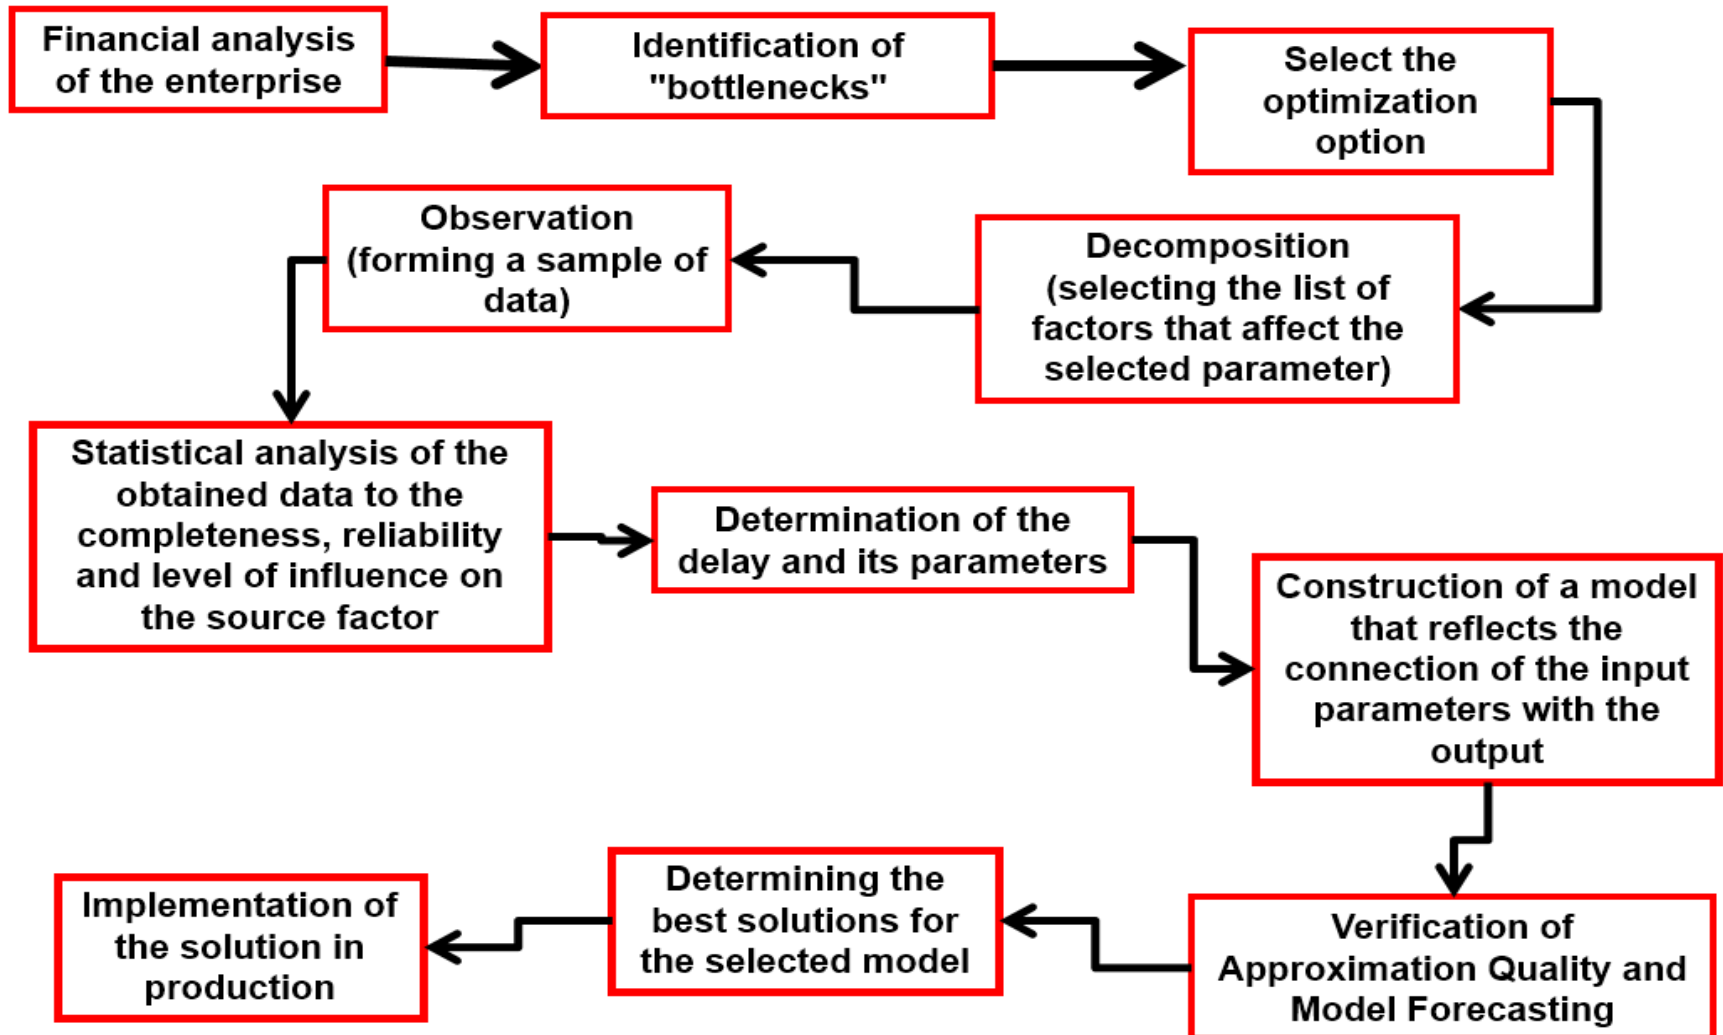 Financial analysis
of the enterprise
Identification of
"bottlenecks"
Select the
optimization
option
Decomposition
(selecting the list of
factors that affect the
selected parameter)
Observation
(forming a sample of
data)
Statistical analysis of the
obtained data to the
completeness, reliability
and level of influence on
the source factor
Determination of the
delay and its parameters
Construction of a model
that reflects the
connection of the input
parameters with the
output
Verification of
Approximation Quality and
Model Forecasting
Determining the
best solutions for
the selected model
Implementation of
the solution in
production